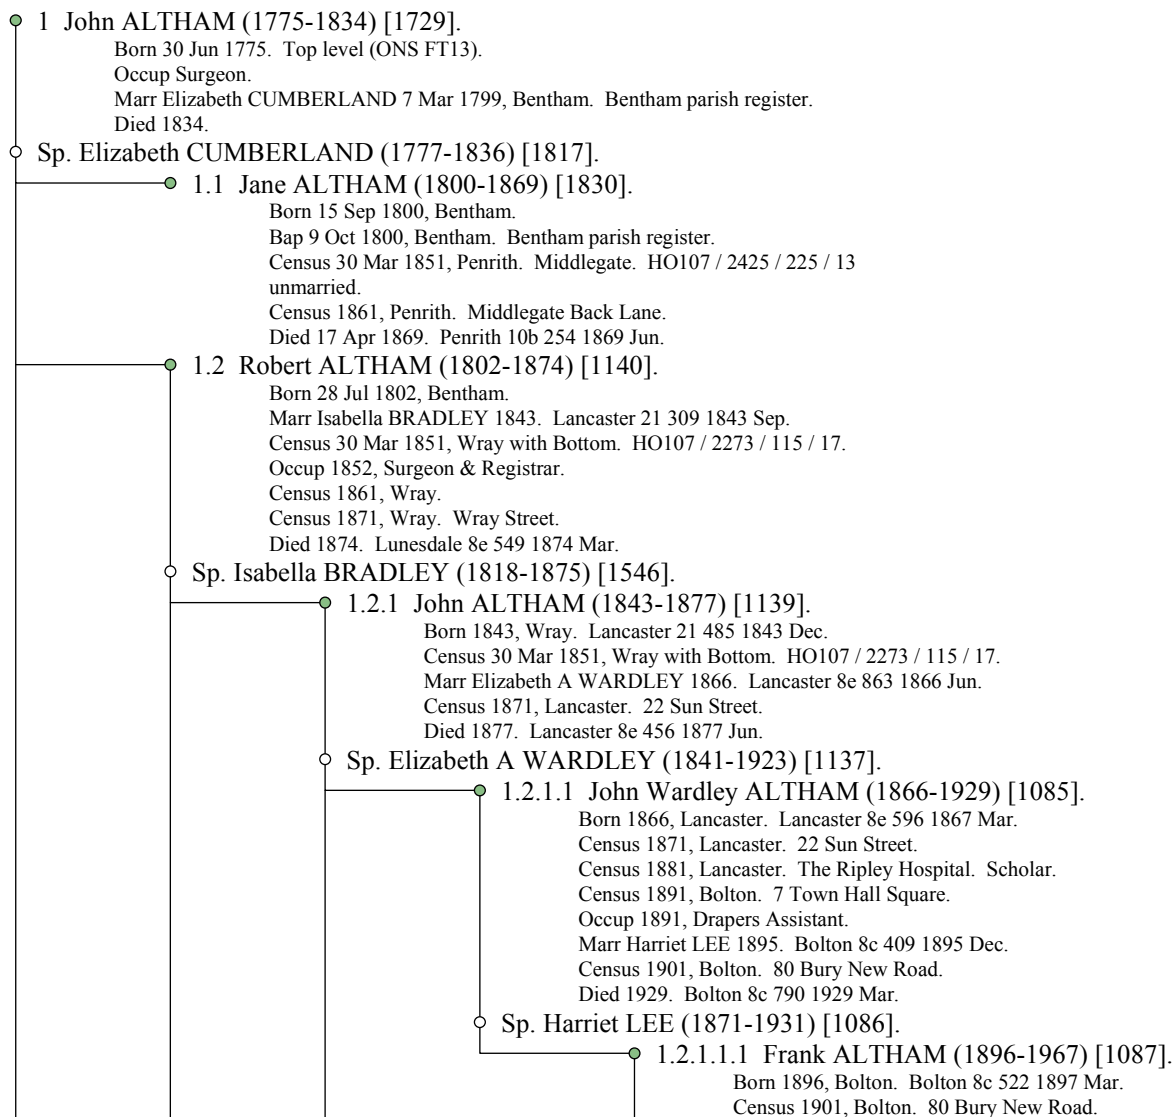 1 John ALTHAM (1775-1834) [1729].
Born 30 Jun 1775. Top level (ONS FT13).
Occup Surgeon.
Marr Elizabeth CUMBERLAND 7 Mar 1799, Bentham. Bentham parish register.
Died 1834.
Sp. Elizabeth CUMBERLAND (1777-1836) [1817].
1.1 Jane ALTHAM (1800-1869) [1830].
Born 15 Sep 1800, Bentham.
Bap 9 Oct 1800, Bentham. Bentham parish register.
Census 30 Mar 1851, Penrith. Middlegate. HO107 / 2425 / 225 / 13
unmarried.
Census 1861, Penrith. Middlegate Back Lane.
Died 17 Apr 1869. Penrith 10b 254 1869 Jun.
1.2 Robert ALTHAM (1802-1874) [1140].
Born 28 Jul 1802, Bentham.
Marr Isabella BRADLEY 1843. Lancaster 21 309 1843 Sep.
Census 30 Mar 1851, Wray with Bottom. HO107 / 2273 / 115 / 17.
Occup 1852, Surgeon & Registrar.
Census 1861, Wray.
Census 1871, Wray. Wray Street.
Died 1874. Lunesdale 8e 549 1874 Mar.
Sp. Isabella BRADLEY (1818-1875) [1546].
1.2.1 John ALTHAM (1843-1877) [1139].
Born 1843, Wray. Lancaster 21 485 1843 Dec.
Census 30 Mar 1851, Wray with Bottom. HO107 / 2273 / 115 / 17.
Marr Elizabeth A WARDLEY 1866. Lancaster 8e 863 1866 Jun.
Census 1871, Lancaster. 22 Sun Street.
Died 1877. Lancaster 8e 456 1877 Jun.
Sp. Elizabeth A WARDLEY (1841-1923) [1137].
1.2.1.1 John Wardley ALTHAM (1866-1929) [1085].
Born 1866, Lancaster. Lancaster 8e 596 1867 Mar.
Census 1871, Lancaster. 22 Sun Street.
Census 1881, Lancaster. The Ripley Hospital. Scholar.
Census 1891, Bolton. 7 Town Hall Square.
Occup 1891, Drapers Assistant.
Marr Harriet LEE 1895. Bolton 8c 409 1895 Dec.
Census 1901, Bolton. 80 Bury New Road.
Died 1929. Bolton 8c 790 1929 Mar.
Sp. Harriet LEE (1871-1931) [1086].
1.2.1.1.1 Frank ALTHAM (1896-1967) [1087].
Born 1896, Bolton. Bolton 8c 522 1897 Mar.
Census 1901, Bolton. 80 Bury New Road.